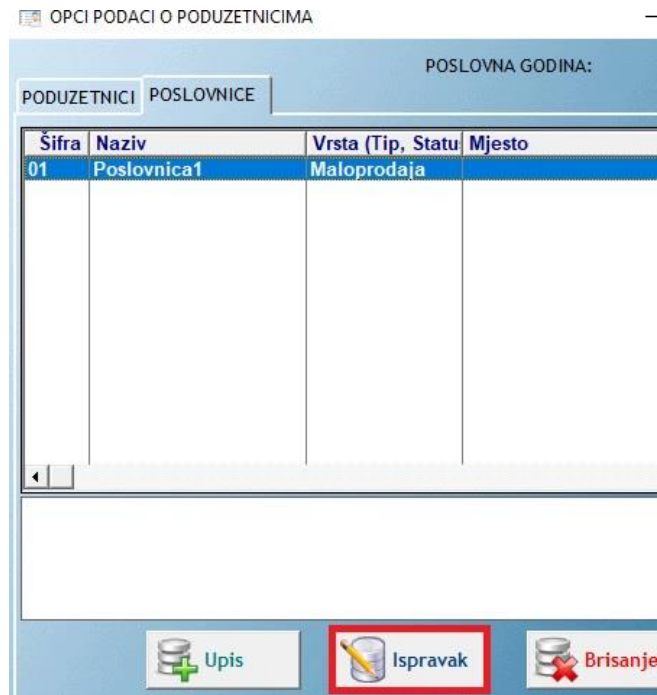 OPCI PODACI O PODUZETNICIMA
POSLOVNA GODINA:
PODUZETNICI POSLOVNICE
Šifra Naziv Vrsta (Tip, Statu Mjesto
01 Poslovnica1 Maloprodaja
Upis Ispravak Brisanje